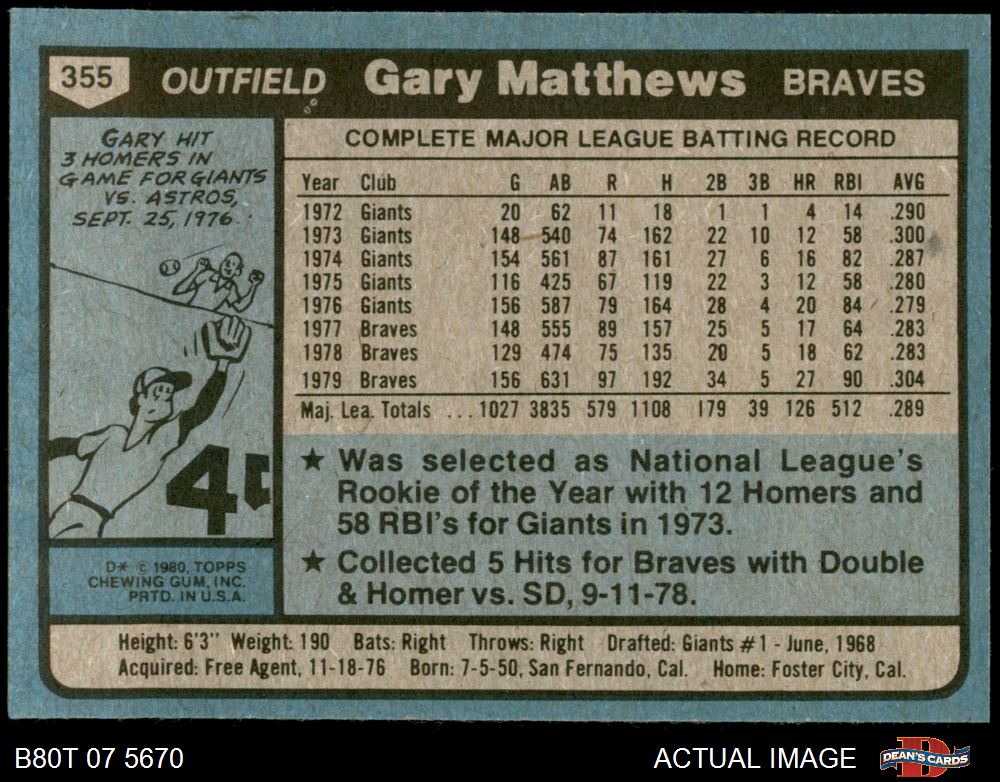 355 OUTFIELD Gary Matthews BRAVES
GARY HIT
3 HOMERS IN
GAME FOR GIANTS
VS. ASTROS,
SEPT. 25, 1976.
4
D* © 1980, TOPPS
CHEWING GUM, INC.
PRTD. IN U.S.A.
COMPLETE MAJOR LEAGUE BATTING RECORD
Year Club G AB R H 2B 3B HR RBI AVG
1972 Giants 20 62 11 18 1 1 4 14 .290
1973 Giants 148 540 74 162 22 10 12 58 .300
1974 Giants 154 561 87 161 27 6 16 82 .287
1975 Giants 116 425 67 119 22 3 12 58 .280
1976 Giants 156 587 79 164 28 4 20 84 .279
1977 Braves 148 555 89 157 25 5 17 64 .283
1978 Braves 129 474 75 135 20 5 18 62 .283
1979 Braves 156 631 97 192 34 5 27 90 .304
Maj. Lea. Totals ...1027 3835 579 1108 179 39 126 512 .289
★ Was selected as National League's
Rookie of the Year with 12 Homers and
58 RBI's for Giants in 1973.
★ Collected 5 Hits for Braves with Double
& Homer vs. SD, 9-11-78.
Height: 6'3" Weight: 190 Bats: Right Throws: Right Drafted: Giants #1 - June, 1968
Acquired: Free Agent, 11-18-76 Born: 7-5-50, San Fernando, Cal. Home: Foster City, Cal.
B80T 07 5670 ACTUAL IMAGE D DEAN'S CARDS